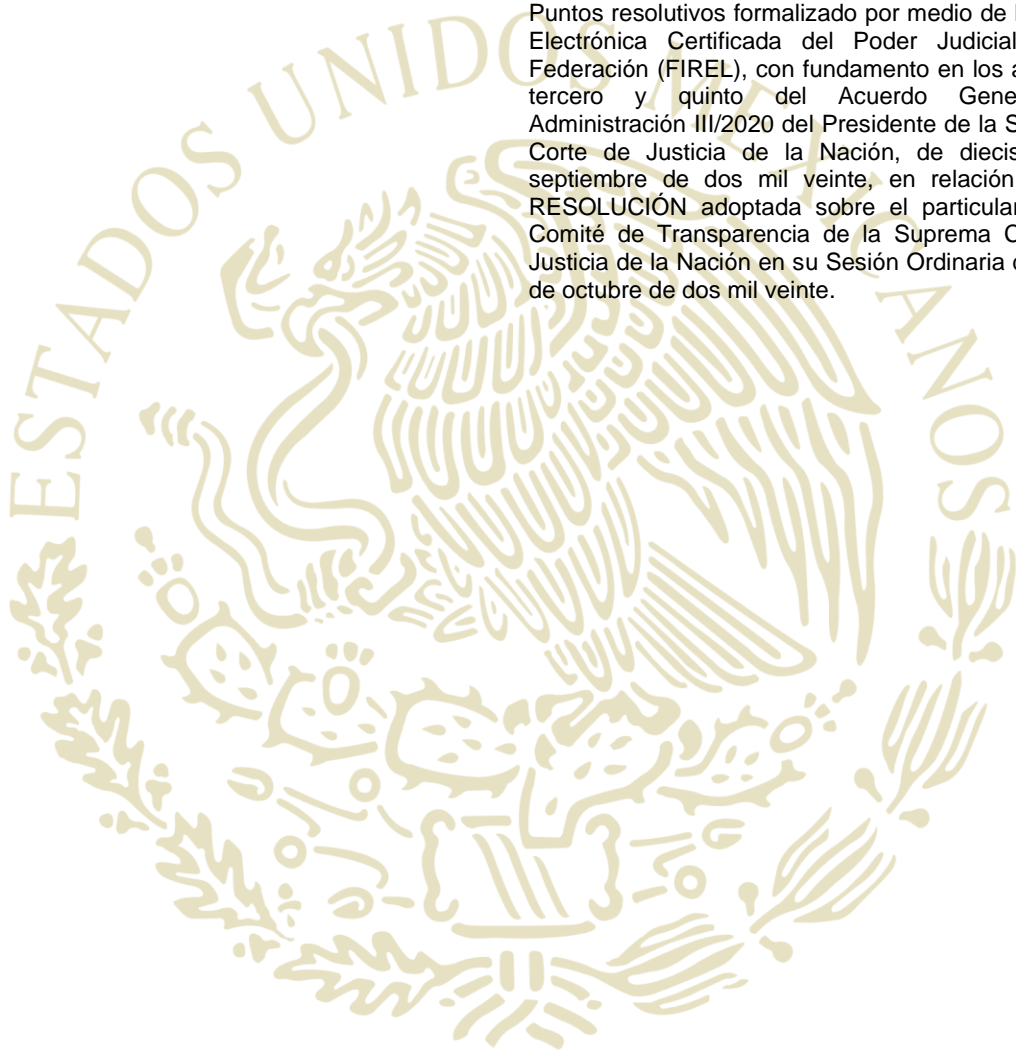 Puntos resolutivos formalizado por medio de
Electrónica Certificada del Poder Judicial
Federación (FIREL), con fundamento en los
tercero y quinto del Acuerdo
Administración III/2020 del Presidente de la
Corte de Justicia de la Nación, de
septiembre de dos mil veinte, en relación
RESOLUCIÓN adoptada sobre el particular
Comité de Transparencia de la Suprema
Justicia de la Nación en su Sesión Ordinaria
de octubre de dos mil veinte.
ESTADOS UNIDOS MEXICANOS